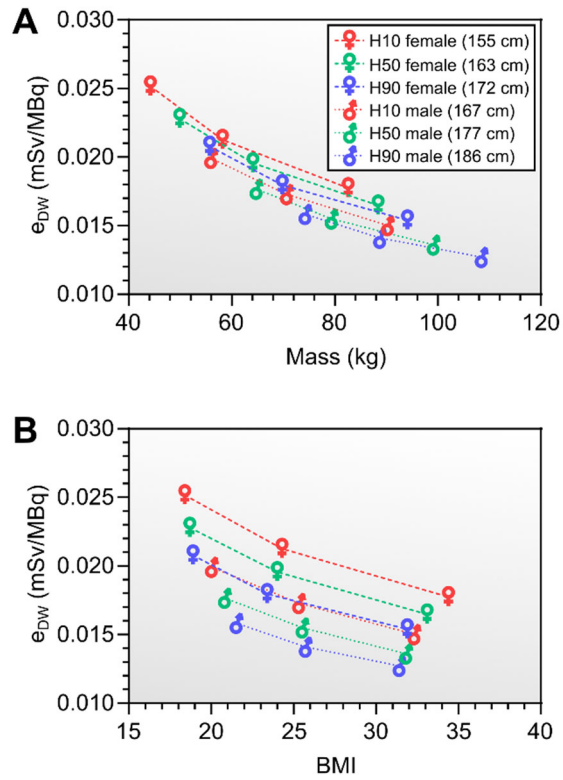 A
0.030
0.025
0.020
0.015
0.010
e_DW (mSv/MBq)
H10 female (155 cm)
H50 female (163 cm)
H90 female (172 cm)
H10 male (167 cm)
H50 male (177 cm)
H90 male (186 cm)
40 60 80 100 120
Mass (kg)
B
0.030
0.025
0.020
0.015
0.010
e_DW (mSv/MBq)
15 20 25 30 35 40
BMI